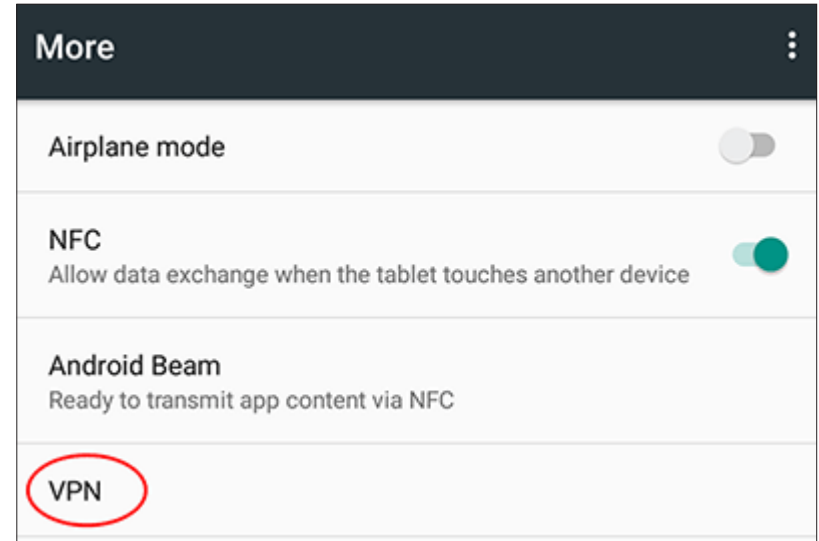 More
Airplane mode
NFC
Allow data exchange when the tablet touches another device
Android Beam
Ready to transmit app content via NFC
VPN